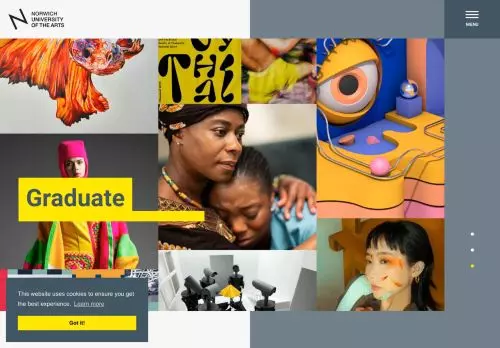 NORWICH
UNIVERSITY
OF THE ARTS
MENU
Graduate
This website uses cookies to ensure you get
the best experience. Learn more
Got it!